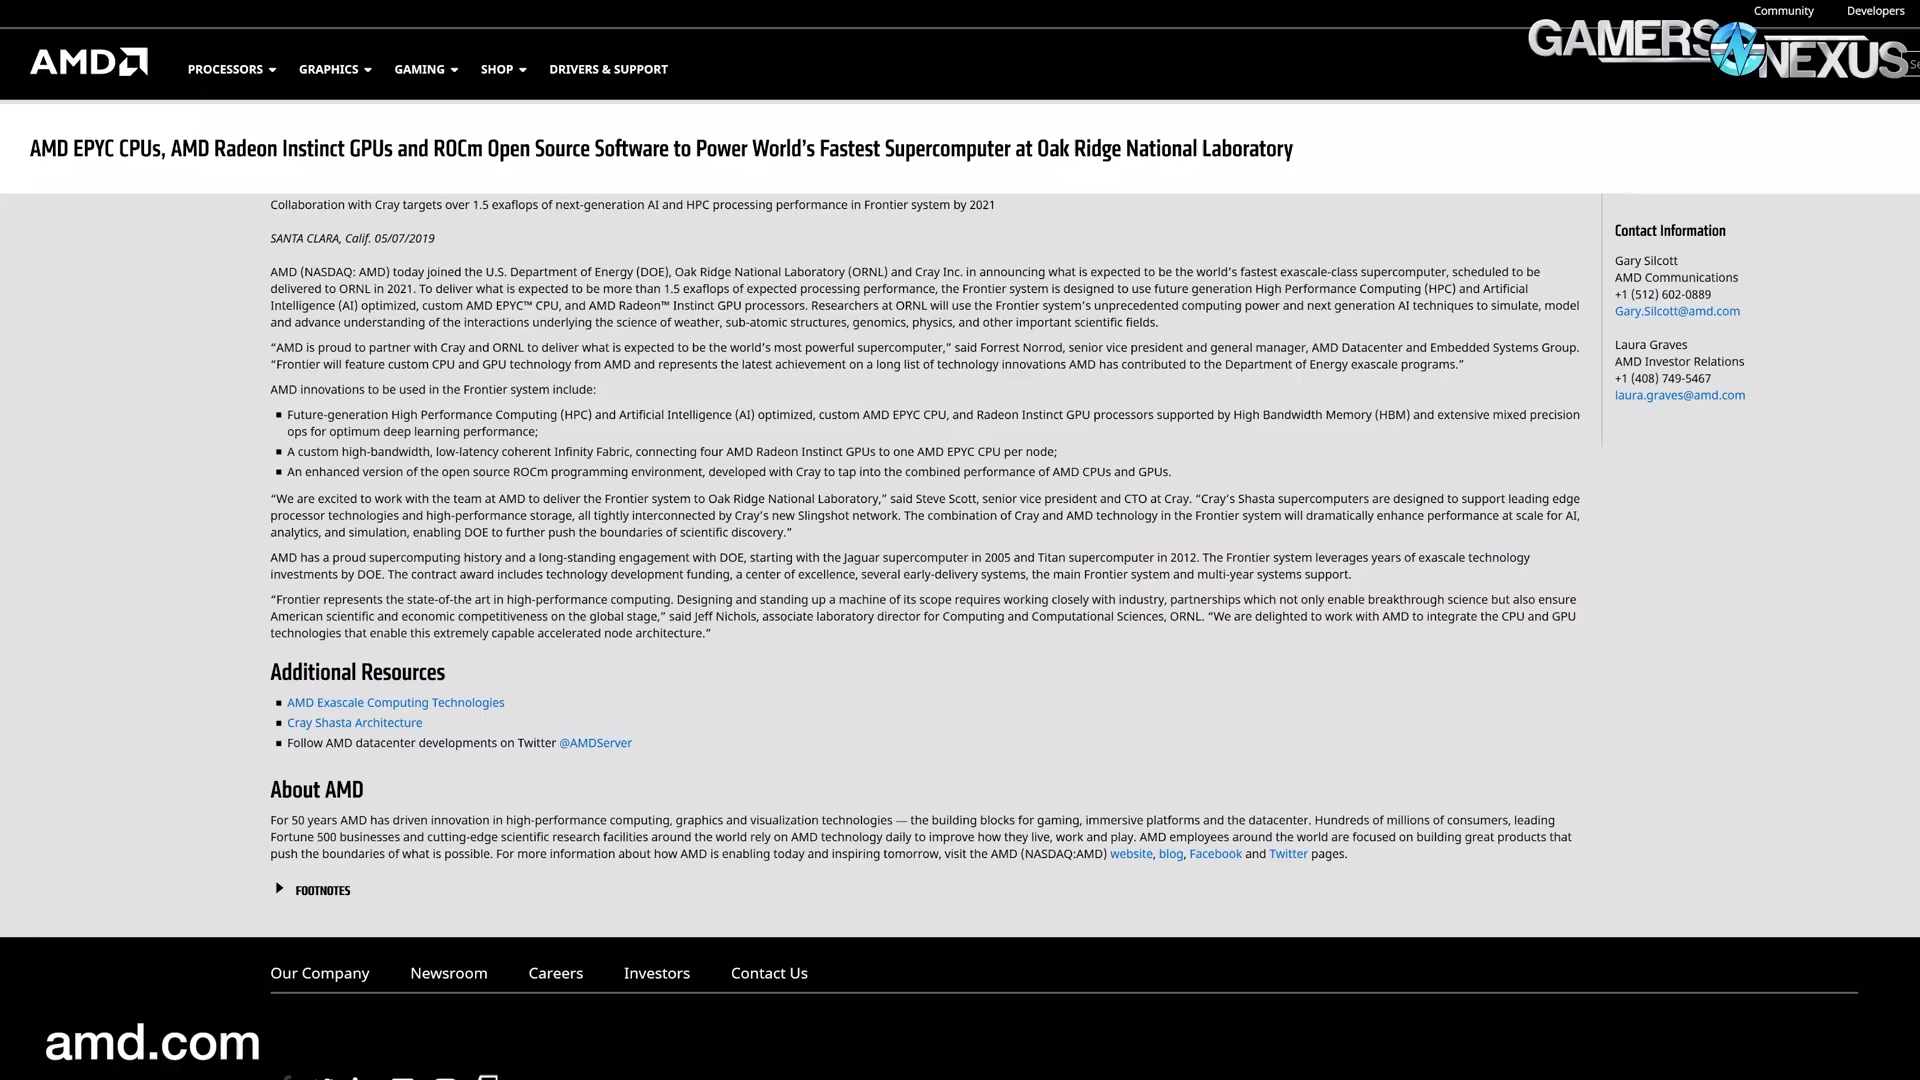 Community Developers
AMD
PROCESSORS GRAPHICS GAMING SHOP DRIVERS & SUPPORT
GAMERS NEXUS
AMD EPYC CPUs, AMD Radeon Instinct GPUs and ROCm Open Source Software to Power World's Fastest Supercomputer at Oak Ridge National Laboratory
Collaboration with Cray targets over 1.5 exaflops of next-generation AI and HPC processing performance in Frontier system by 2021
SANTA CLARA, Calif. 05/07/2019
AMD (NASDAQ: AMD) today joined the U.S. Department of Energy (DOE), Oak Ridge National Laboratory (ORNL) and Cray Inc. in announcing what is expected to be the world's fastest exascale-class supercomputer, scheduled to be
delivered to ORNL in 2021. To deliver what is expected to be more than 1.5 exaflops of expected processing performance, the Frontier system is designed to use future generation High Performance Computing (HPC) and Artificial
Intelligence (AI) optimized, custom AMD EPYC™ CPU, and AMD Radeon™ Instinct GPU processors. Researchers at ORNL will use the Frontier system's unprecedented computing power and next generation AI techniques to simulate, model
and advance understanding of the interactions underlying the science of weather, sub-atomic structures, genomics, physics, and other important scientific fields.
“AMD is proud to partner with Cray and ORNL to deliver what is expected to be the world's most powerful supercomputer,” said Forrest Norrod, senior vice president and general manager, AMD Datacenter and Embedded Systems Group.
“Frontier will feature custom CPU and GPU technology from AMD and represents the latest achievement on a long list of technology innovations AMD has contributed to the Department of Energy exascale programs.”
AMD innovations to be used in the Frontier system include:
▪ Future-generation High Performance Computing (HPC) and Artificial Intelligence (AI) optimized, custom AMD EPYC CPU, and Radeon Instinct GPU processors supported by High Bandwidth Memory (HBM) and extensive mixed precision
ops for optimum deep learning performance;
▪ A custom high-bandwidth, low-latency coherent Infinity Fabric, connecting four AMD Radeon Instinct GPUs to one AMD EPYC CPU per node;
▪ An enhanced version of the open source ROCm programming environment, developed with Cray to tap into the combined performance of AMD CPUs and GPUs.
“We are excited to work with the team at AMD to deliver the Frontier system to Oak Ridge National Laboratory,” said Steve Scott, senior vice president and CTO at Cray. “Cray's Shasta supercomputers are designed to support leading edge
processor technologies and high-performance storage, all tightly interconnected by Cray's new Slingshot network. The combination of Cray and AMD technology in the Frontier system will dramatically enhance performance at scale for AI,
analytics, and simulation, enabling DOE to further push the boundaries of scientific discovery.”
AMD has a proud supercomputing history and a long-standing engagement with DOE, starting with the Jaguar supercomputer in 2005 and Titan supercomputer in 2012. The Frontier system leverages years of exascale technology
investments by DOE. The contract award includes technology development funding, a center of excellence, several early-delivery systems, the main Frontier system and multi-year systems support.
“Frontier represents the state-of-the art in high-performance computing. Designing and standing up a machine of its scope requires working closely with industry, partnerships which not only enable breakthrough science but also ensure
American scientific and economic competitiveness on the global stage,” said Jeff Nichols, associate laboratory director for Computing and Computational Sciences, ORNL. “We are delighted to work with AMD to integrate the CPU and GPU
technologies that enable this extremely capable accelerated node architecture.”
Additional Resources
▪ AMD Exascale Computing Technologies
▪ Cray Shasta Architecture
▪ Follow AMD datacenter developments on Twitter @AMDServer
About AMD
For 50 years AMD has driven innovation in high-performance computing, graphics and visualization technologies — the building blocks for gaming, immersive platforms and the datacenter. Hundreds of millions of consumers, leading
Fortune 500 businesses and cutting-edge scientific research facilities around the world rely on AMD technology daily to improve how they live, work and play. AMD employees around the world are focused on building great products that
push the boundaries of what is possible. For more information about how AMD is enabling today and inspiring tomorrow, visit the AMD (NASDAQ:AMD) website, blog, Facebook and Twitter pages.
FOOTNOTES
Contact Information
Gary Silcott
AMD Communications
+1 (512) 602-0889
Gary.Silcott@amd.com
Laura Graves
AMD Investor Relations
+1 (408) 749-5467
laura.graves@amd.com
Our Company Newsroom Careers Investors Contact Us
amd.com